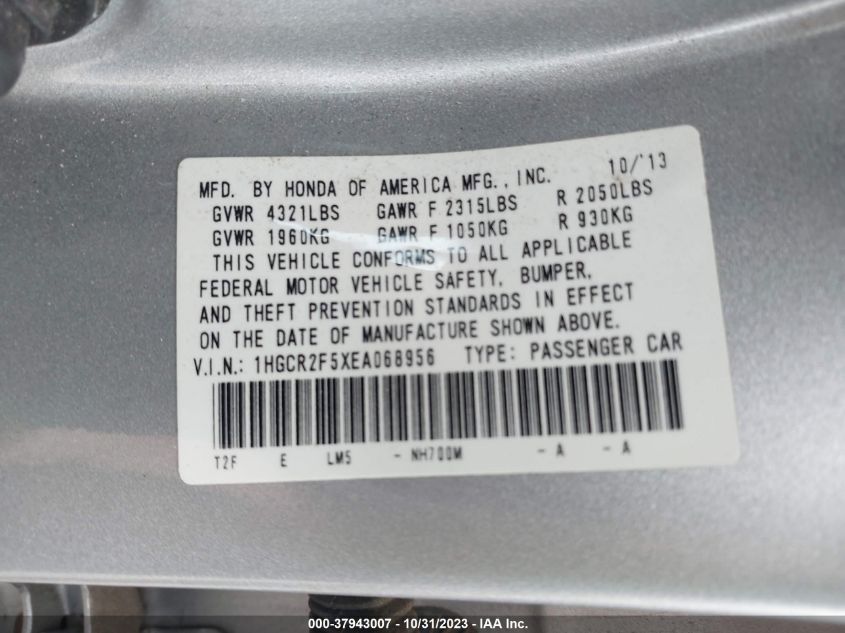 MFD. BY HONDA OF AMERICA MFG., INC. 10/'13
GVWR 4321LBS GAWR F 2315LBS R 2050LBS
GVWR 1960KG GAWR F 1050KG R 930KG
THIS VEHICLE CONFORMS TO ALL APPLICABLE
FEDERAL MOTOR VEHICLE SAFETY, BUMPER,
AND THEFT PREVENTION STANDARDS IN EFFECT
ON THE DATE OF MANUFACTURE SHOWN ABOVE.
V.I.N.: 1HGCR2F5XEA068956 TYPE: PASSENGER CAR
T2F E LM5 - NH700M - A - A
000-37943007 - 10/31/2023 - IAA Inc.